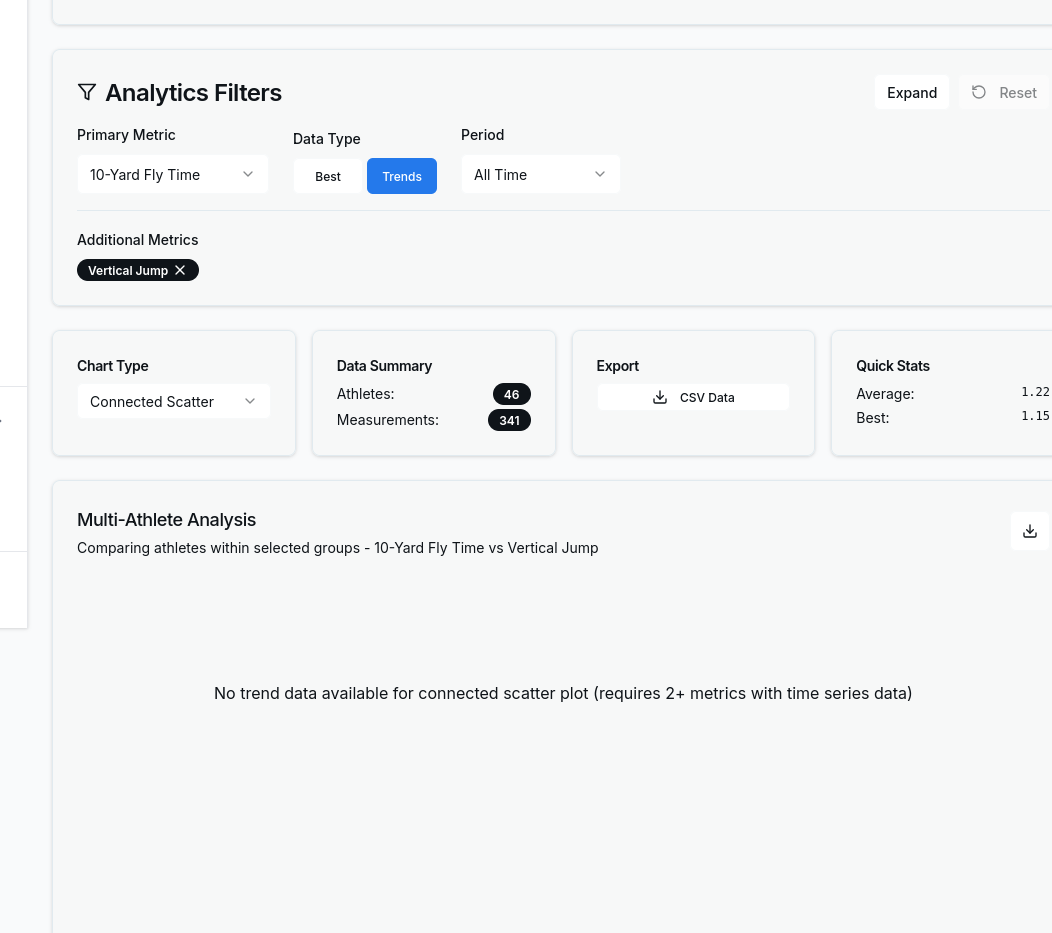 Analytics Filters
Expand
Reset
Primary Metric
Data Type
Period
10-Yard Fly Time
Best
Trends
All Time
Additional Metrics
Vertical Jump
Chart Type
Connected Scatter
Data Summary
Athletes: 46
Measurements: 341
Export
CSV Data
Quick Stats
Average: 1.22
Best: 1.15
Multi-Athlete Analysis
Comparing athletes within selected groups - 10-Yard Fly Time vs Vertical Jump
No trend data available for connected scatter plot (requires 2+ metrics with time series data)